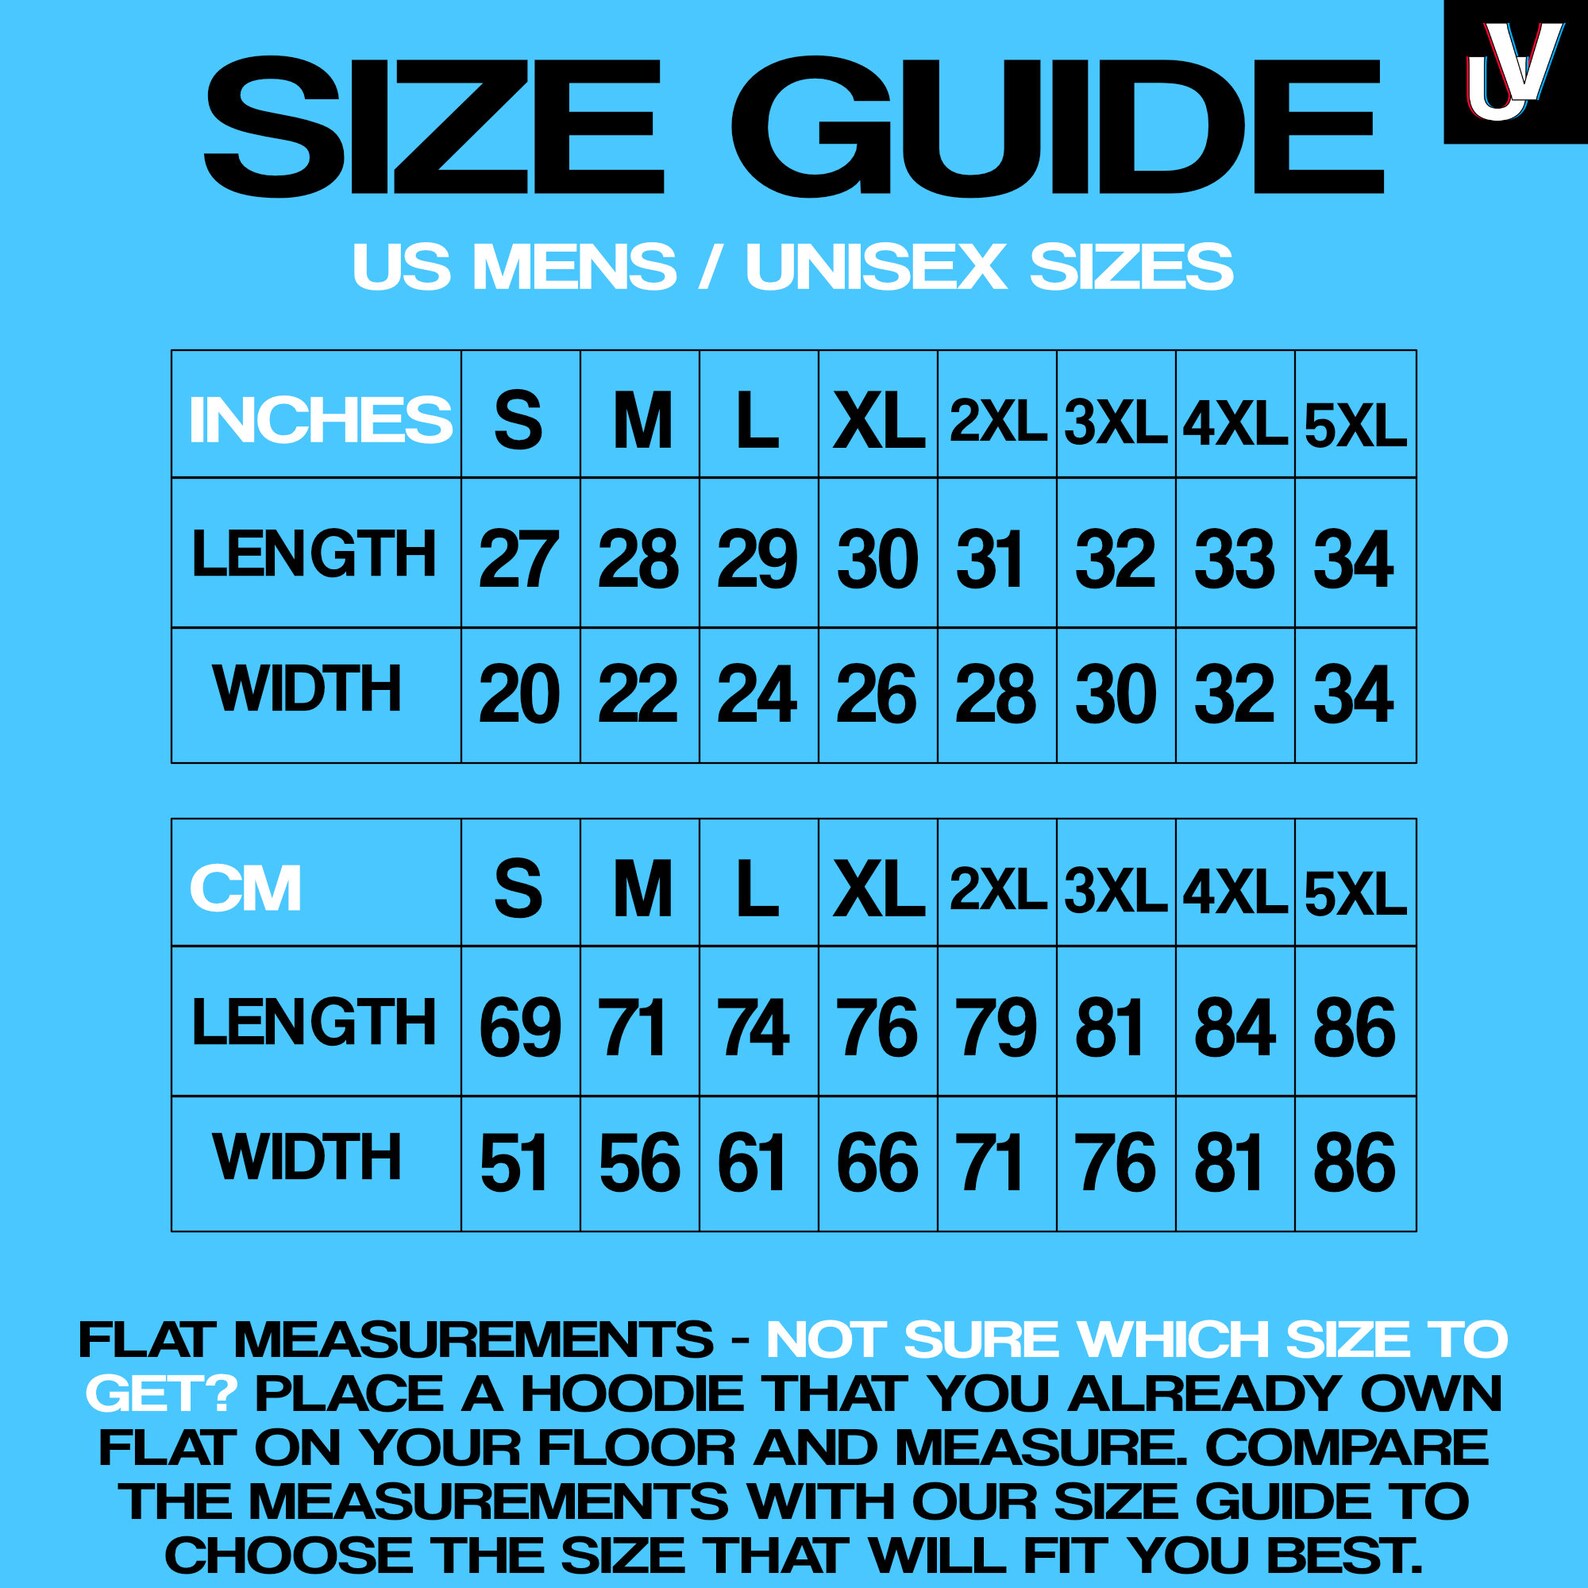 UV
SIZE GUIDE
US MENS / UNISEX SIZES
INCHES S M L XL 2XL 3XL 4XL 5XL
LENGTH 27 28 29 30 31 32 33 34
WIDTH 20 22 24 26 28 30 32 34
CM S M L XL 2XL 3XL 4XL 5XL
LENGTH 69 71 74 76 79 81 84 86
WIDTH 51 56 61 66 71 76 81 86
FLAT MEASUREMENTS - NOT SURE WHICH SIZE TO
GET? PLACE A HOODIE THAT YOU ALREADY OWN
FLAT ON YOUR FLOOR AND MEASURE. COMPARE
THE MEASUREMENTS WITH OUR SIZE GUIDE TO
CHOOSE THE SIZE THAT WILL FIT YOU BEST.